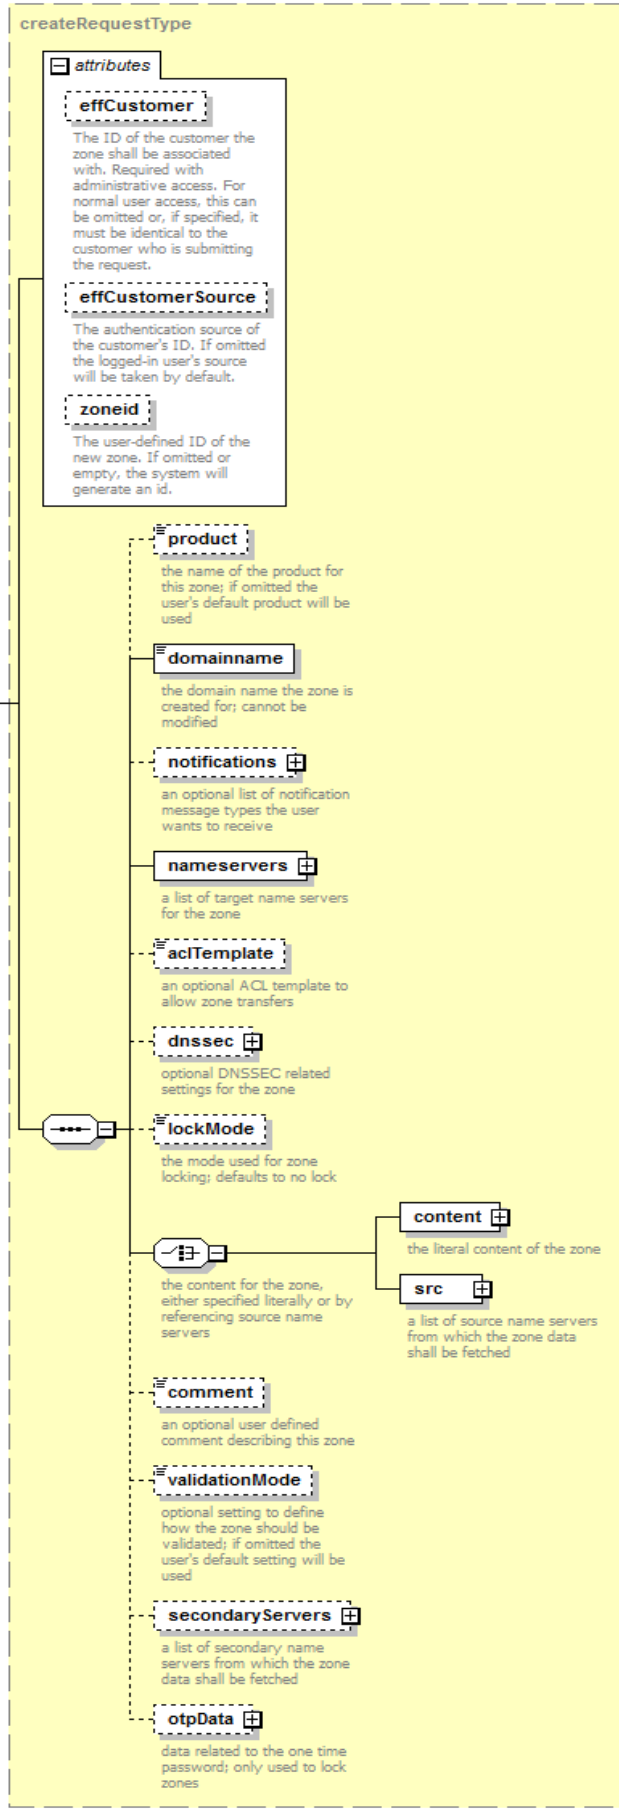 createRequestType
attributes
effCustomer
The ID of the customer the
zone shall be associated
with. Required with
administrative access. For
normal user access, this can
be omitted or, if specified, it
must be identical to the
customer who is submitting
the request.
effCustomerSource
The authentication source of
the customer's ID. If omitted
the logged-in user's source
will be taken by default.
zoneid
The user-defined ID of the
new zone. If omitted or
empty, the system will
generate an id.
product
the name of the product for
this zone; if omitted the
user's default product will be
used
domainname
the domain name the zone is
created for; cannot be
modified
notifications
an optional list of notification
message types the user
wants to receive
nameservers
a list of target name servers
for the zone
aclTemplate
an optional ACL template to
allow zone transfers
dnssec
optional DNSSEC related
settings for the zone
lockMode
the mode used for zone
locking; defaults to no lock
the content for the zone,
either specified literally or by
referencing source name
servers
content
the literal content of the zone
src
a list of source name servers
from which the zone data
shall be fetched
comment
an optional user defined
comment describing this zone
validationMode
optional setting to define
how the zone should be
validated; if omitted the
user's default setting will be
used
secondaryServers
a list of secondary name
servers from which the zone
data shall be fetched
otpData
data related to the one time
password; only used to lock
zones